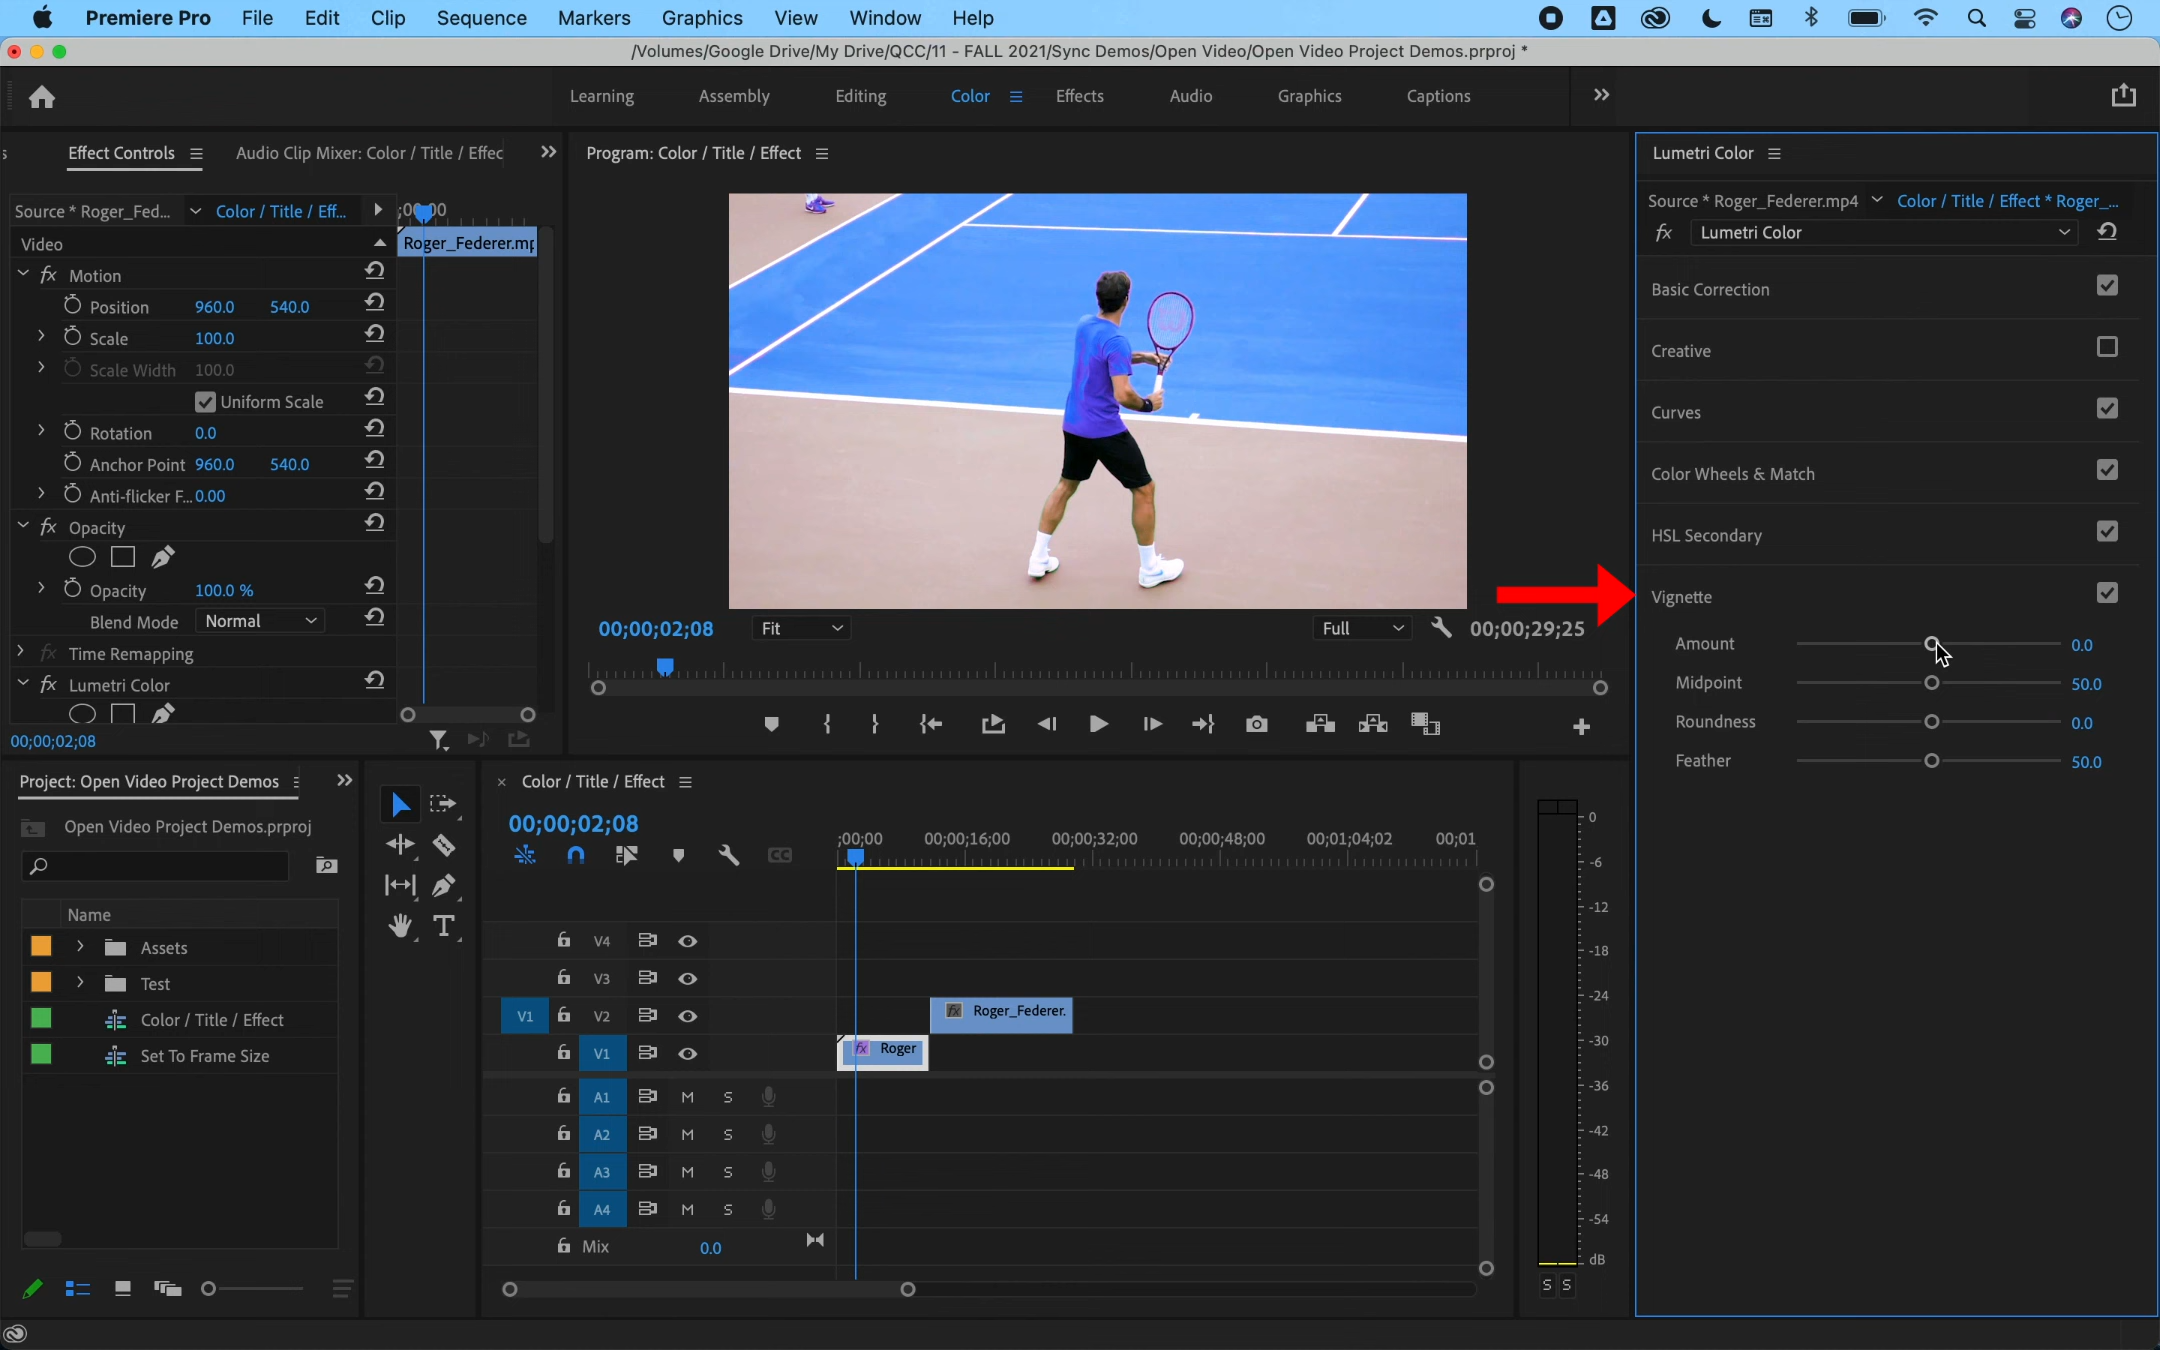 Premiere Pro File Edit Clip Sequence Markers Graphics View Window Help
/Volumes/Google Drive/My Drive/QCC/11 - FALL 2021/Sync Demos/Open Video/Open Video Project Demos.prproj *
Learning Assembly Editing Color Effects Audio Graphics Captions
Effect Controls Audio Clip Mixer: Color / Title / Effec
Source * Roger_Fed... Color / Title / Eff...
Video
Roger_Federer.mp
fx Motion
Position 960.0 540.0
Scale 100.0
Scale Width 100.0
Uniform Scale
Rotation 0.0
Anchor Point 960.0 540.0
Anti-flicker F... 0.00
fx Opacity
Opacity 100.0 %
Blend Mode Normal
fx Time Remapping
fx Lumetri Color
00;00;02;08
Program: Color / Title / Effect
00;00;02;08 Fit Full 00;00;29;25
Lumetri Color
Source * Roger_Federer.mp4 Color / Title / Effect * Roger_...
fx Lumetri Color
Basic Correction
Creative
Curves
Color Wheels & Match
HSL Secondary
Vignette
Amount 0.0
Midpoint 50.0
Roundness 0.0
Feather 50.0
Project: Open Video Project Demos
Open Video Project Demos.prproj
Name
Assets
Test
Color / Title / Effect
Set To Frame Size
T
× Color / Title / Effect
00;00;02;08
;00;00 00;00;16;00 00;00;32;00 00;00;48;00 00;01;04;02 00;01
CC
V4
V3
V1 V2 fx Roger_Federer.
V1 fx Roger
A1 M S
A2 M S
A3 M S
A4 M S
Mix 0.0
0
-6
-12
-18
-24
-30
-36
-42
-48
-54
dB
S S